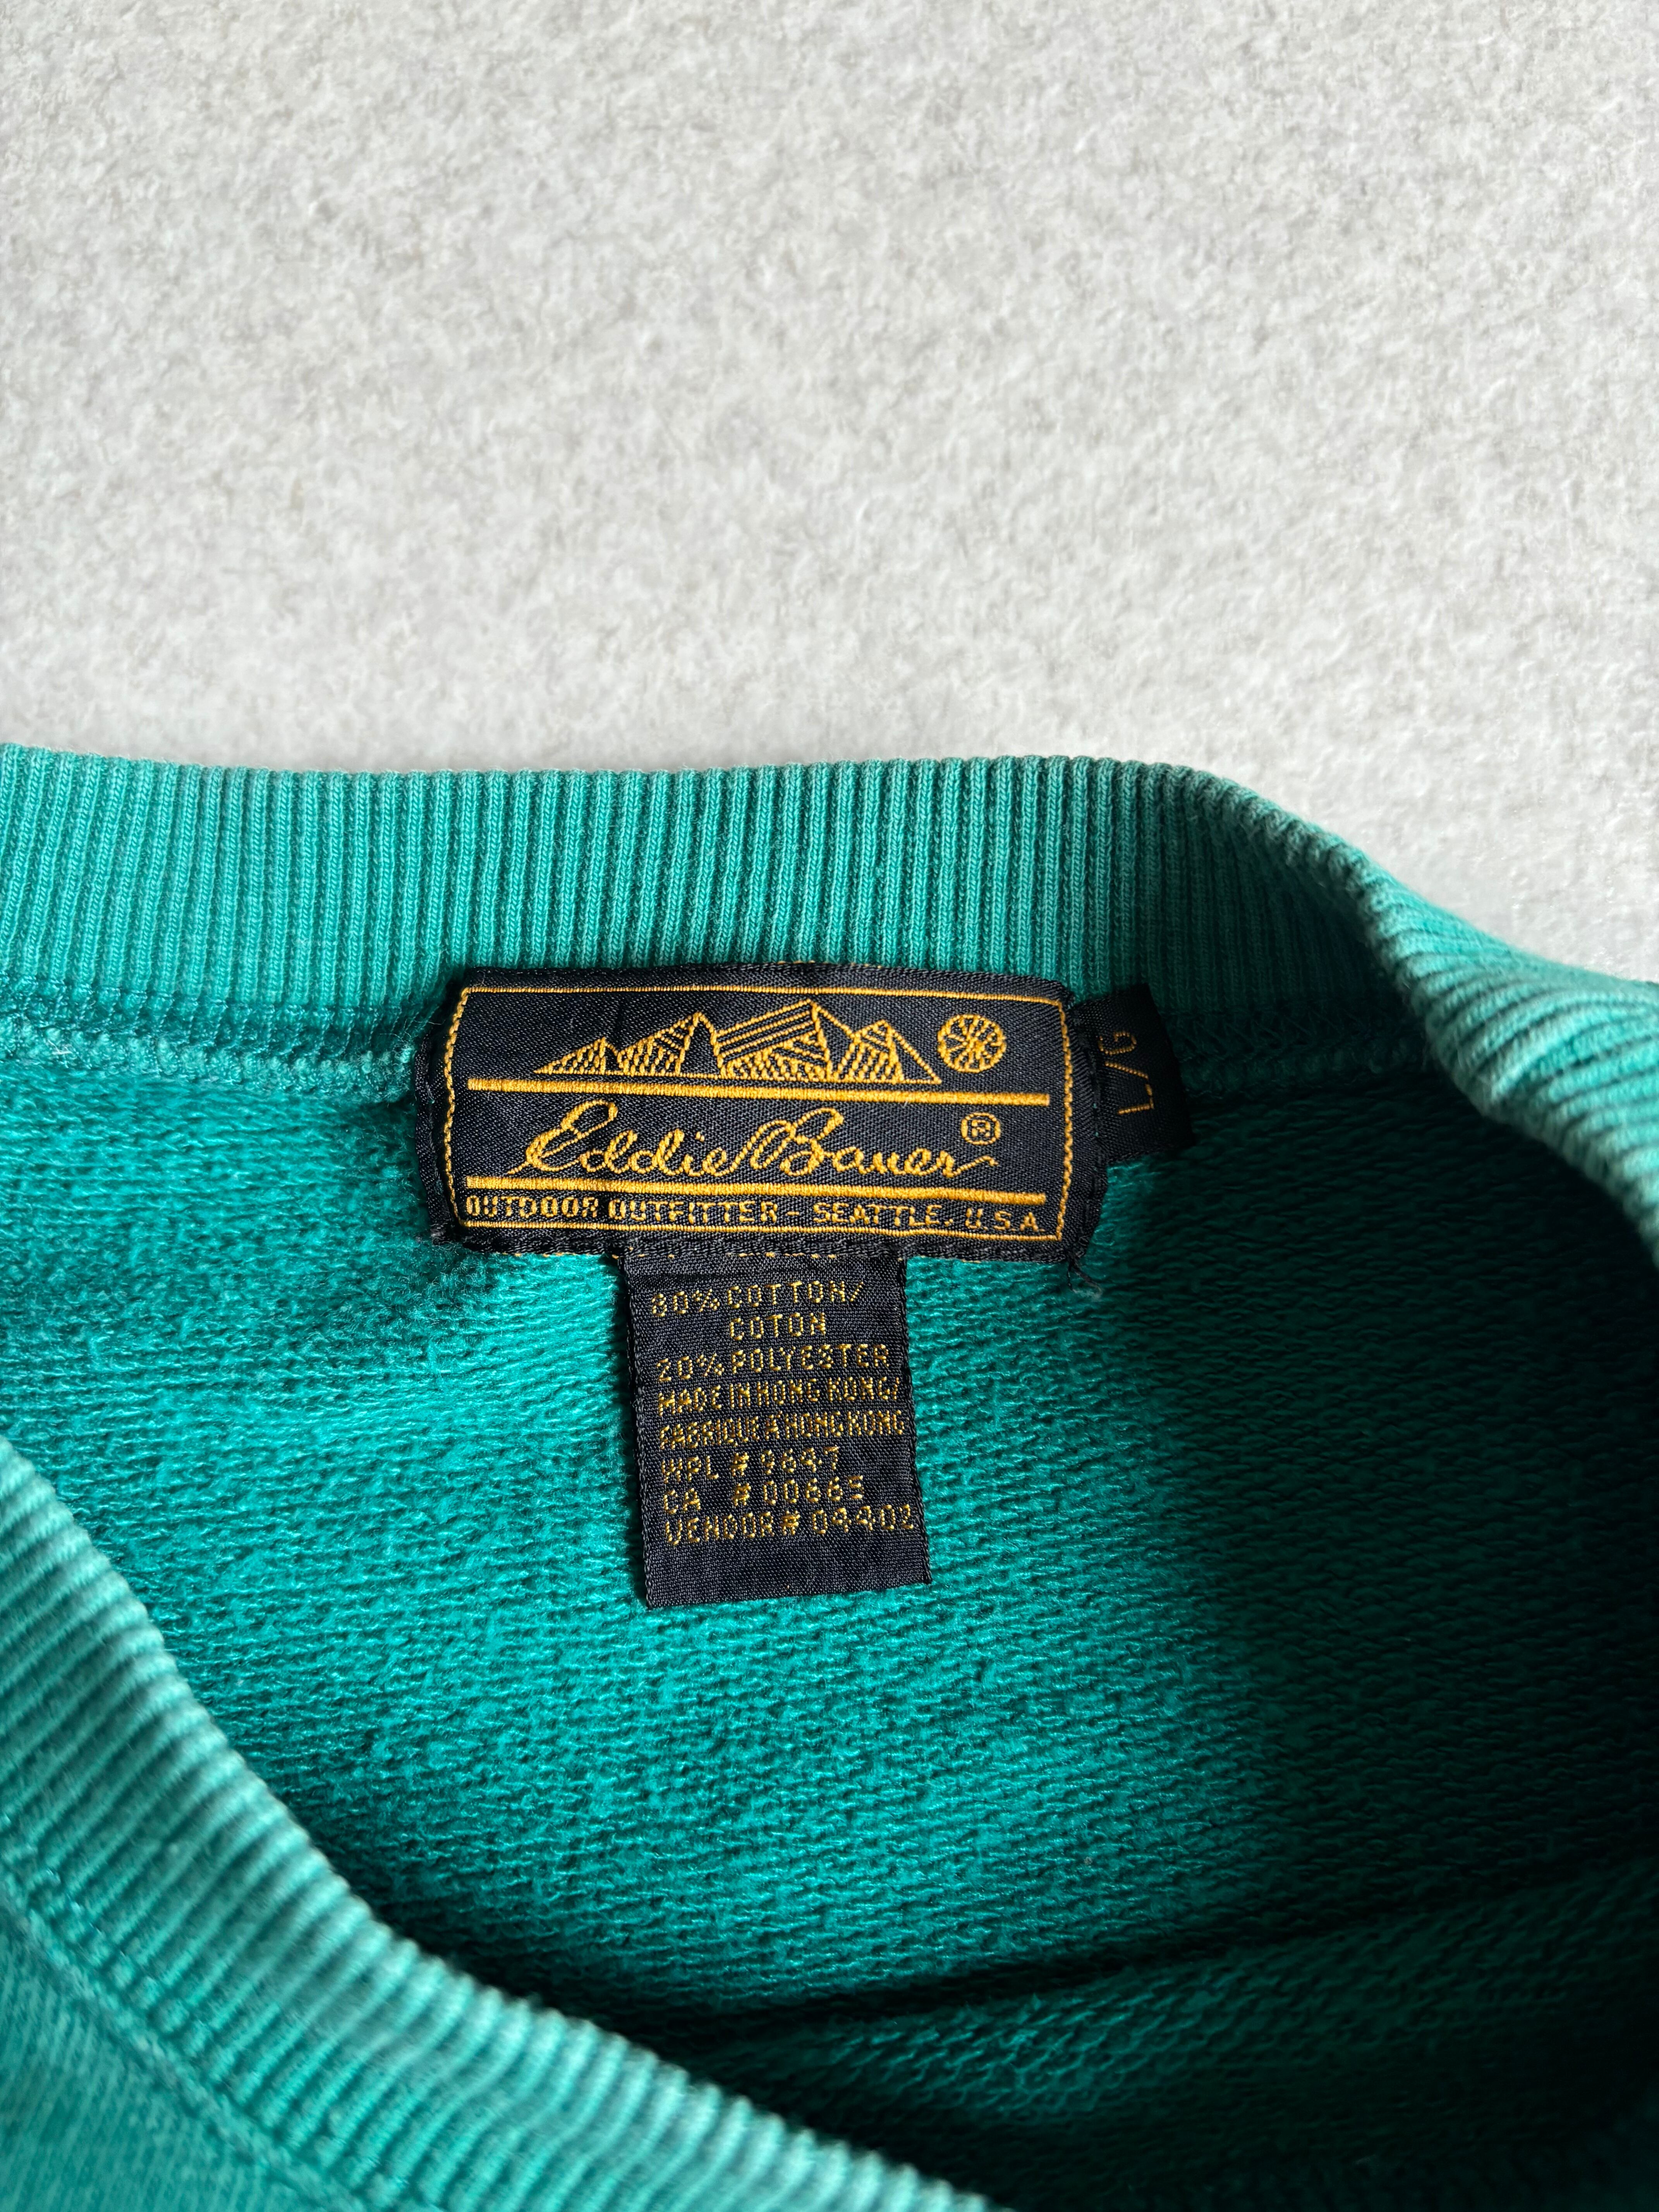 Eddie Bauer®
OUTDOOR OUTFITTER - SEATTLE, U.S.A.
L/G
80% COTTON/
COTON
20% POLYESTER
MADE IN HONG KONG/
FABRIQUE A HONG KONG
WPL #
CA #
VENDOR # 04402